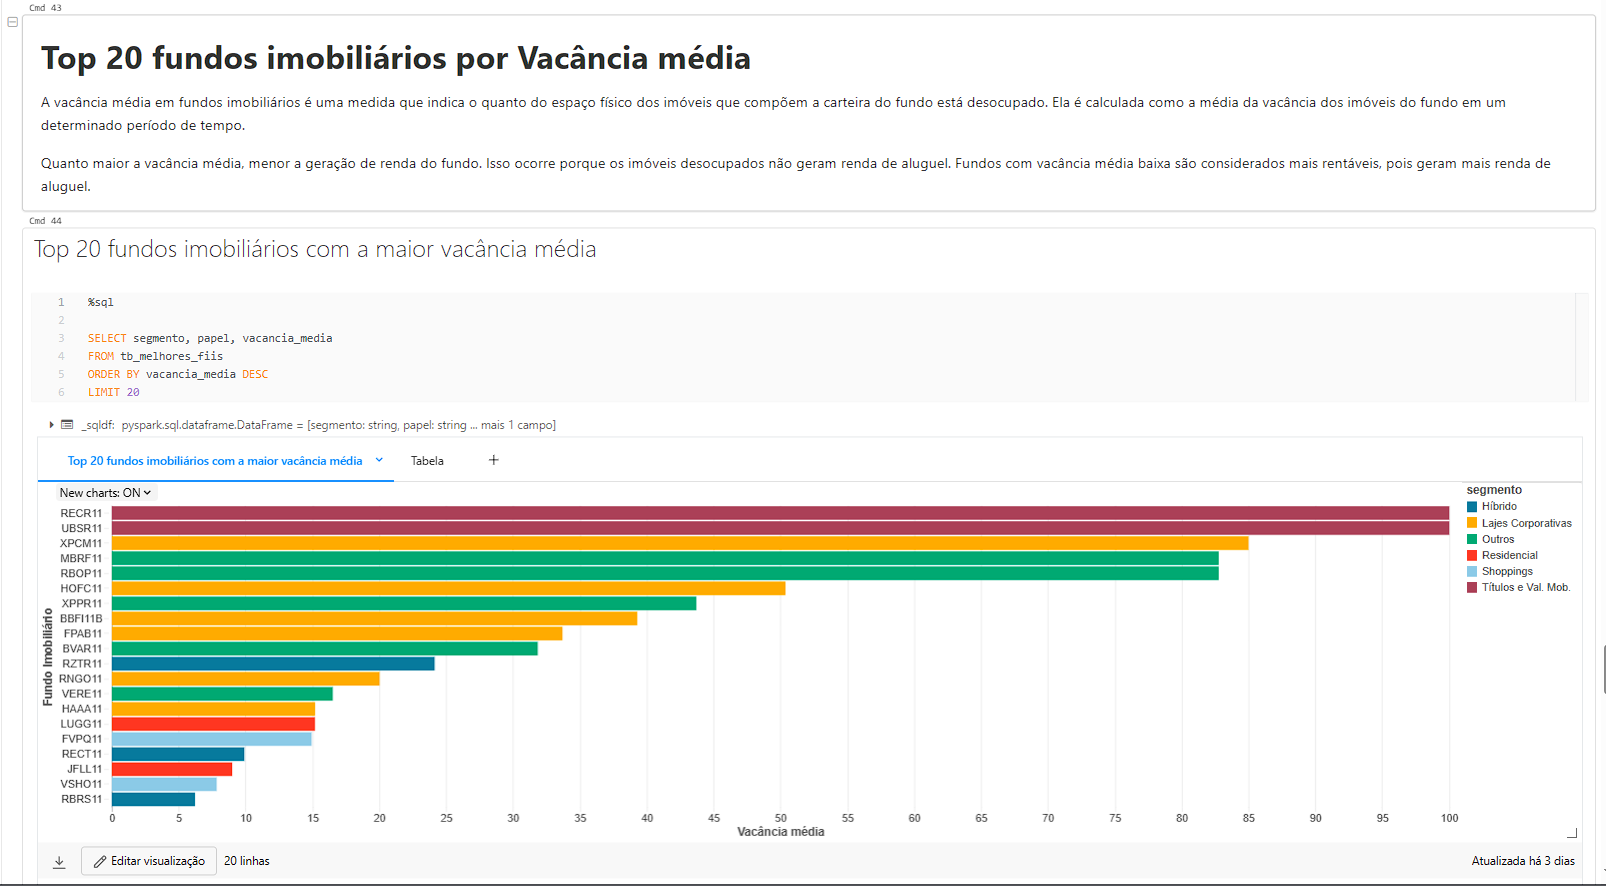 Cmd 43
Top 20 fundos imobiliários por Vacância média
A vacância média em fundos imobiliários é uma medida que indica o quanto do espaço físico dos imóveis que compõem a carteira do fundo está desocupado. Ela é calculada como a média da vacância dos imóveis do fundo em um
determinado período de tempo.
Quanto maior a vacância média, menor a geração de renda do fundo. Isso ocorre porque os imóveis desocupados não geram renda de aluguel. Fundos com vacância média baixa são considerados mais rentáveis, pois geram mais renda de
aluguel.
Cmd 44
Top 20 fundos imobiliários com a maior vacância média
1 %sql
2
3 SELECT segmento, papel, vacancia_media
4 FROM tb_melhores_fiis
5 ORDER BY vacancia_media DESC
6 LIMIT 20
_sqldf: pyspark.sql.dataframe.DataFrame = [segmento: string, papel: string ... mais 1 campo]
Top 20 fundos imobiliários com a maior vacância média Tabela +
New charts: ON
segmento
Híbrido
Lajes Corporativas
Outros
Residencial
Shoppings
Títulos e Val. Mob.
Fundo Imobiliário
RECR11
UBSR11
XPCM11
MBRF11
RBOP11
HOFC11
XPPR11
BBFI11B
FPAB11
BVAR11
RZTR11
RNGO11
VERE11
HAAA11
LUGG11
FVPQ11
RECT11
JFLL11
VSHO11
RBRS11
0 5 10 15 20 25 30 35 40 45 50 55 60 65 70 75 80 85 90 95 100
Vacância média
Editar visualização 20 linhas Atualizada há 3 dias